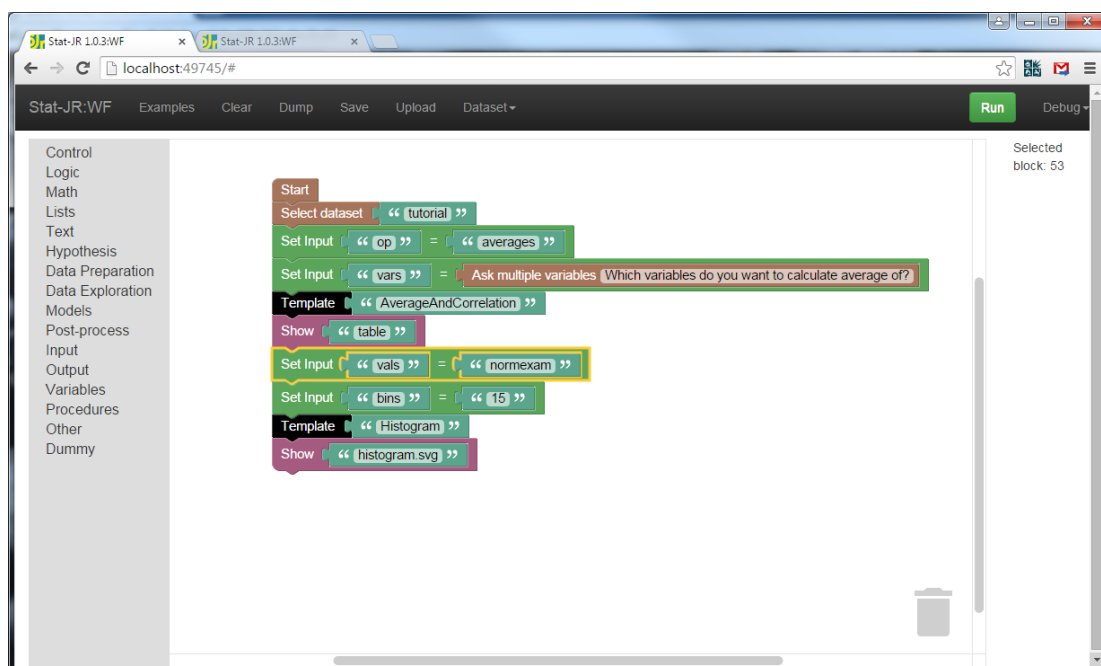 Stat-JR 1.0.3:WF Stat-JR 1.0.3:WF
localhost:49745/#
Stat-JR:WF Examples Clear Dump Save Upload Dataset Run Debug
Control
Logic
Math
Lists
Text
Hypothesis
Data Preparation
Data Exploration
Models
Post-process
Input
Output
Variables
Procedures
Other
Dummy
Start
Select dataset “ tutorial ”
Set Input “ op ” = “ averages ”
Set Input “ vars ” = Ask multiple variables Which variables do you want to calculate average of?
Template “ AverageAndCorrelation ”
Show “ table ”
Set Input “ vals ” = “ normexam ”
Set Input “ bins ” = “ 15 ”
Template “ Histogram ”
Show “ histogram.svg ”
Selected
block: 53